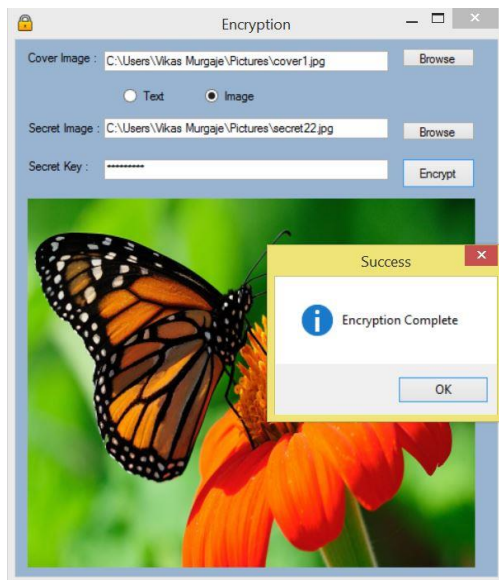 Encryption
Cover Image : C:\Users\Vikas Murgaje\Pictures\cover1.jpg Browse
Text Image
Secret Image : C:\Users\Vikas Murgaje\Pictures\secret22.jpg Browse
Secret Key : ********* Encrypt
Success
Encryption Complete
OK